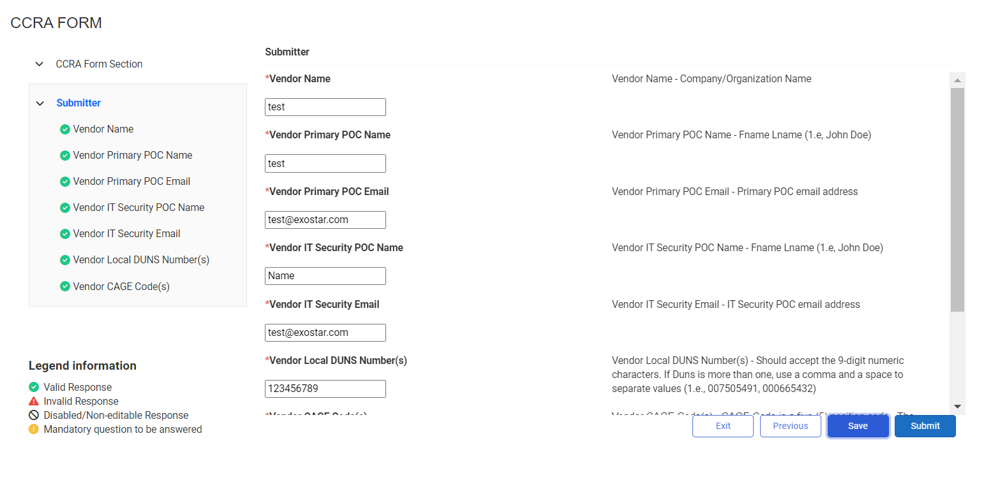 CCRA FORM
CCRA Form Section
Submitter
Vendor Name
Vendor Primary POC Name
Vendor Primary POC Email
Vendor IT Security POC Name
Vendor IT Security Email
Vendor Local DUNS Number(s)
Vendor CAGE Code(s)
Legend information
Valid Response
Invalid Response
Disabled/Non-editable Response
Mandatory question to be answered
Submitter
*Vendor Name
Vendor Name - Company/Organization Name
test
*Vendor Primary POC Name
Vendor Primary POC Name - Fname Lname (1.e, John Doe)
test
*Vendor Primary POC Email
Vendor Primary POC Email - Primary POC email address
test@exostar.com
*Vendor IT Security POC Name
Vendor IT Security POC Name - Fname Lname (1.e, John Doe)
Name
*Vendor IT Security Email
Vendor IT Security Email - IT Security POC email address
test@exostar.com
*Vendor Local DUNS Number(s)
Vendor Local DUNS Number(s) - Should accept the 9-digit numeric
characters. If Duns is more than one, use a comma and a space to
separate values (1.e., 007505491, 000665432)
123456789
*Vendor CAGE Code(s)
Vendor CAGE Code(s) - CAGE Code is a five (5) position code. The
Exit
Previous
Save
Submit